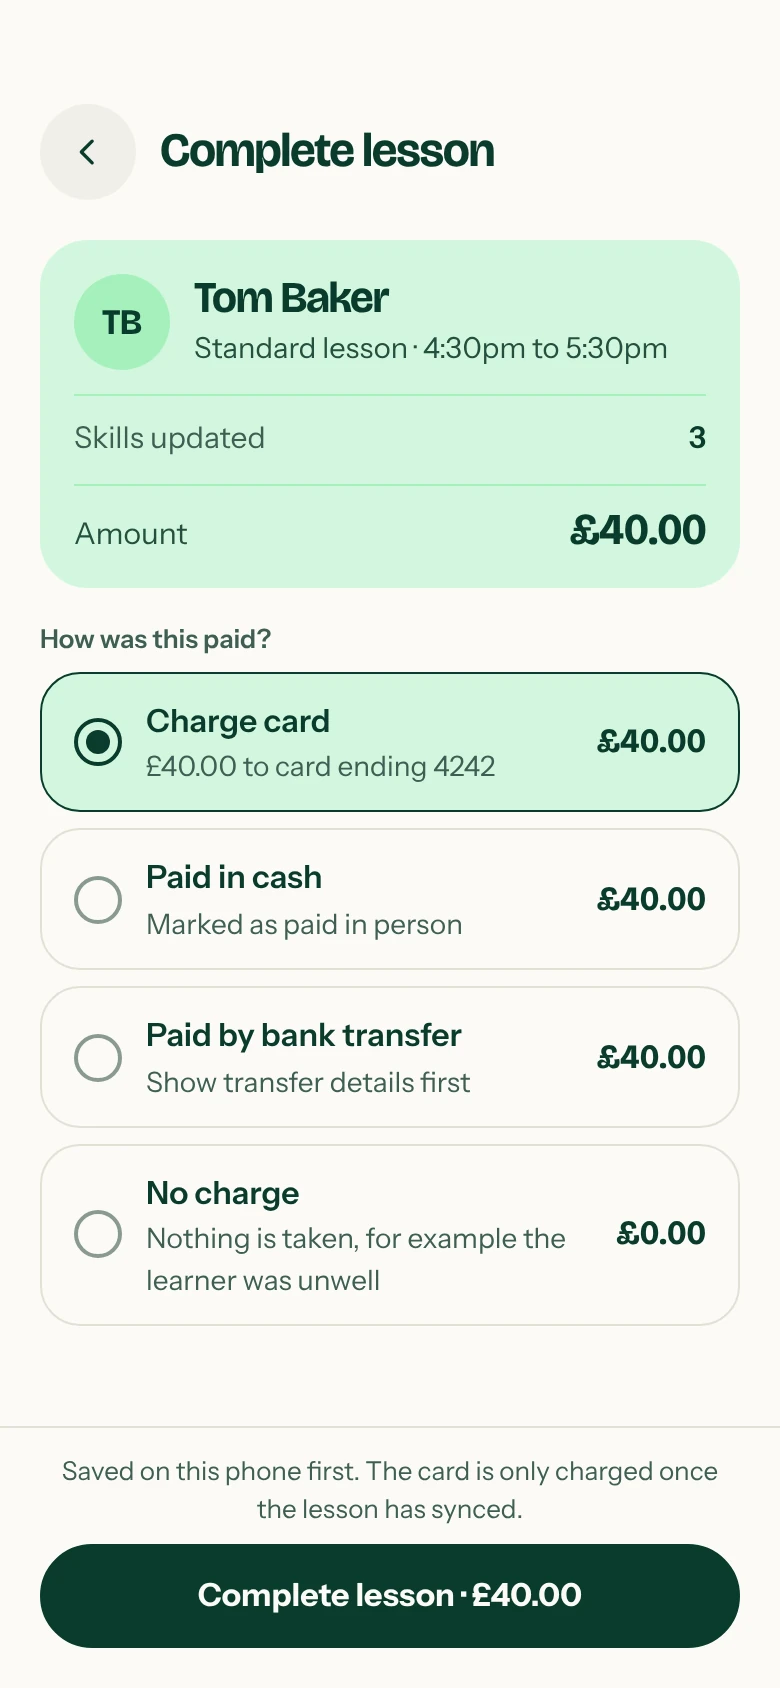 Complete lesson
TB
Tom Baker
Standard lesson · 4:30pm to 5:30pm
Skills updated 3
Amount £40.00
How was this paid?
Charge card
£40.00 to card ending 4242
£40.00
Paid in cash
Marked as paid in person
£40.00
Paid by bank transfer
Show transfer details first
£40.00
No charge
Nothing is taken, for example the
learner was unwell
£0.00
Saved on this phone first. The card is only charged once
the lesson has synced.
Complete lesson · £40.00